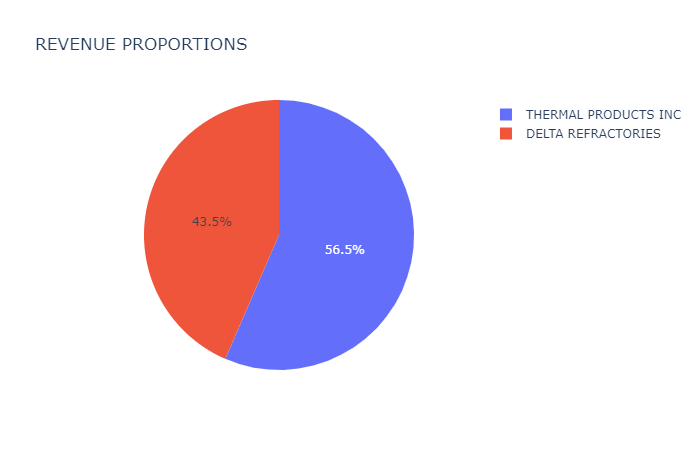 REVENUE PROPORTIONS
THERMAL PRODUCTS INC
DELTA REFRACTORIES
43.5%
56.5%